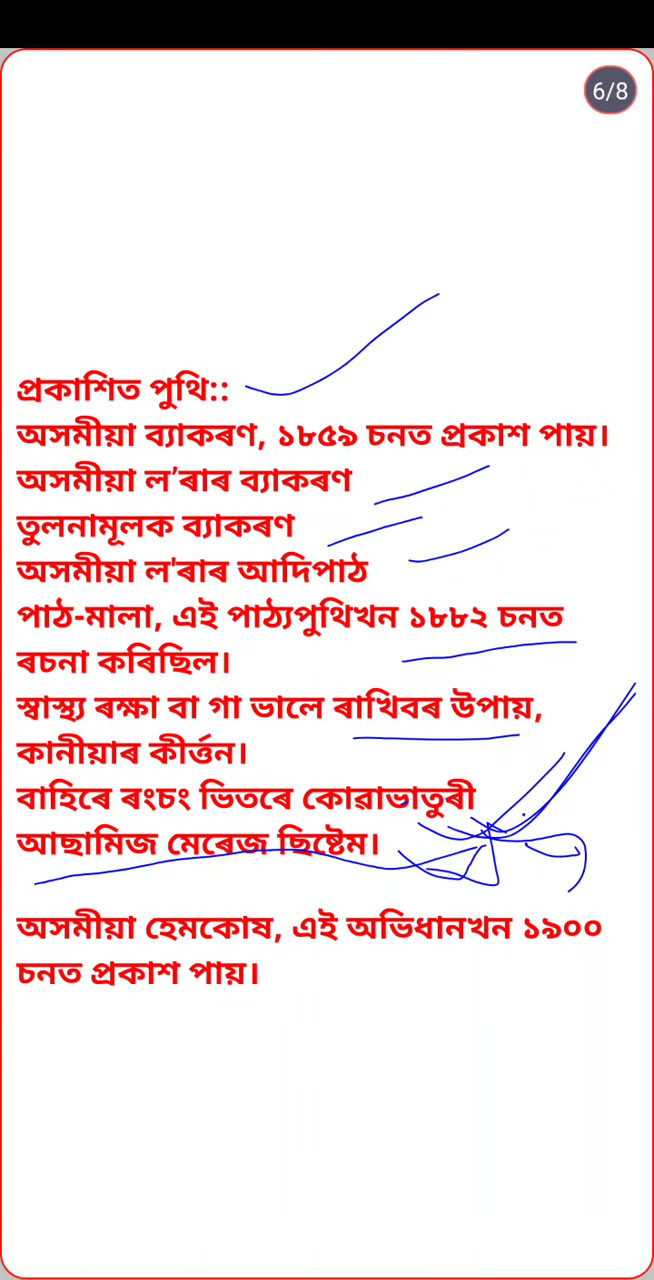 6/8
প্ৰকাশিত পুথি::
অসমীয়া ব্যাকৰণ, ১৮৫৯ চনত প্ৰকাশ পায়।
অসমীয়া ল’ৰাৰ ব্যাকৰণ
তুলনামূলক ব্যাকৰণ
অসমীয়া ল'ৰাৰ আদিপাঠ
পাঠ-মালা, এই পাঠ্যপুথিখন ১৮৮২ চনত
ৰচনা কৰিছিল।
স্বাস্থ্য ৰক্ষা বা গা ভালে ৰাখিবৰ উপায়,
কানীয়াৰ কীৰ্ত্তন।
বাহিৰে ৰংচং ভিতৰে কোৱাভাতুৰী
আছামিজ মেৰেজ ছিষ্টেম।
অসমীয়া হেমকোষ, এই অভিধানখন ১৯০০
চনত প্ৰকাশ পায়।